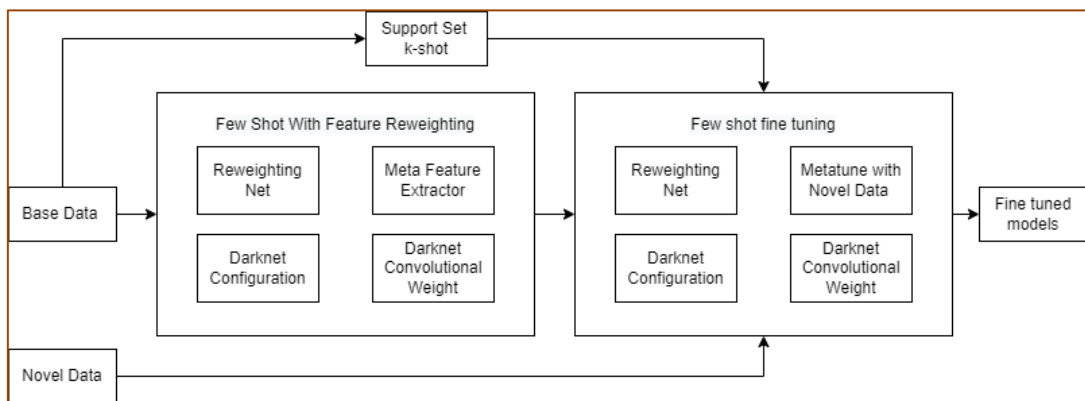 Support Set
k-shot
Few Shot With Feature Reweighting
Few shot fine tuning
Reweighting
Net
Meta Feature
Extractor
Reweighting
Net
Metatune with
Novel Data
Base Data
Fine tuned
models
Darknet
Configuration
Darknet
Convolutional
Weight
Darknet
Configuration
Darknet
Convolutional
Weight
Novel Data